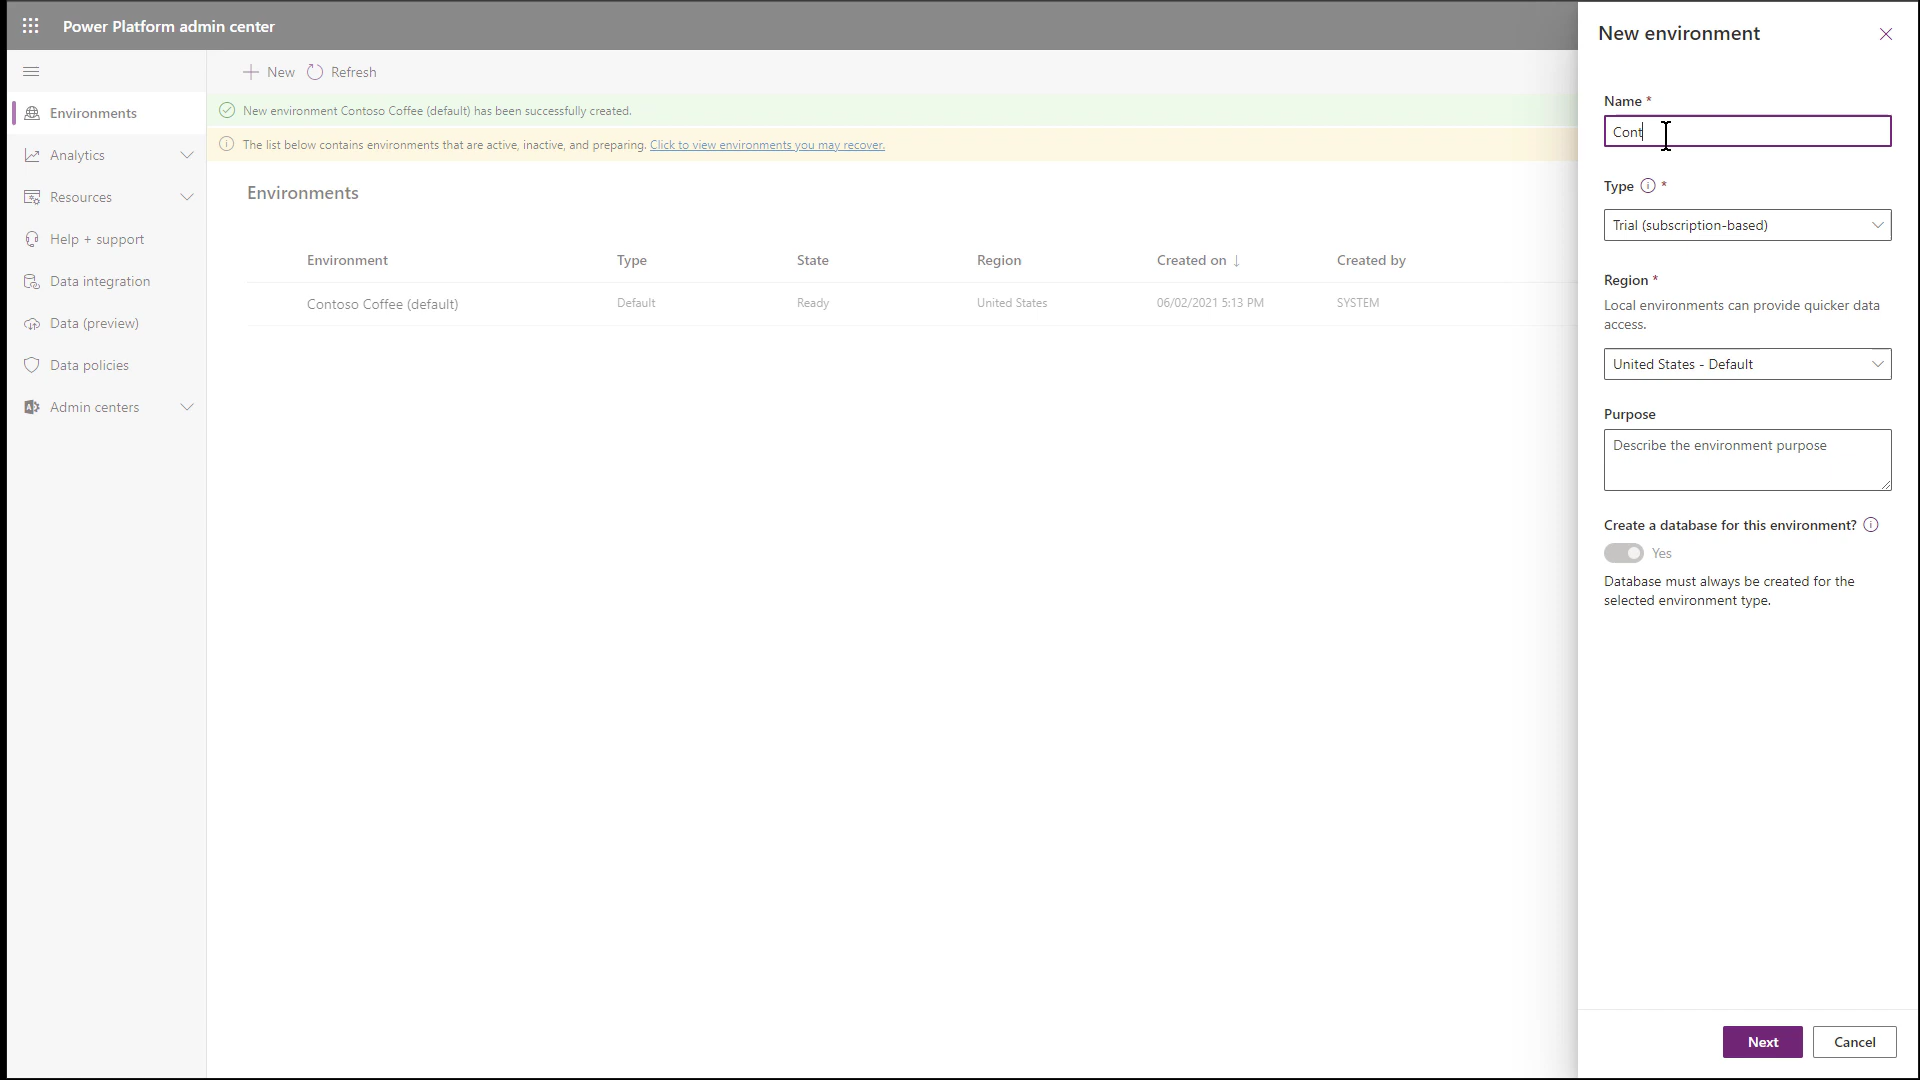 Power Platform admin center
New
Refresh
Environments
Analytics
Resources
Help + support
Data integration
Data (preview)
Data policies
Admin centers
New environment Contoso Coffee (default) has been successfully created.
The list below contains environments that are active, inactive, and preparing. Click to view environments you may recover.
Environments
Environment Type State Region Created on ↓ Created by
Contoso Coffee (default) Default Ready United States 06/02/2021 5:13 PM SYSTEM
New environment
Name *
Cont
Type *
Trial (subscription-based)
Region *
Local environments can provide quicker data
access.
United States - Default
Purpose
Describe the environment purpose
Create a database for this environment?
Yes
Database must always be created for the
selected environment type.
Next
Cancel